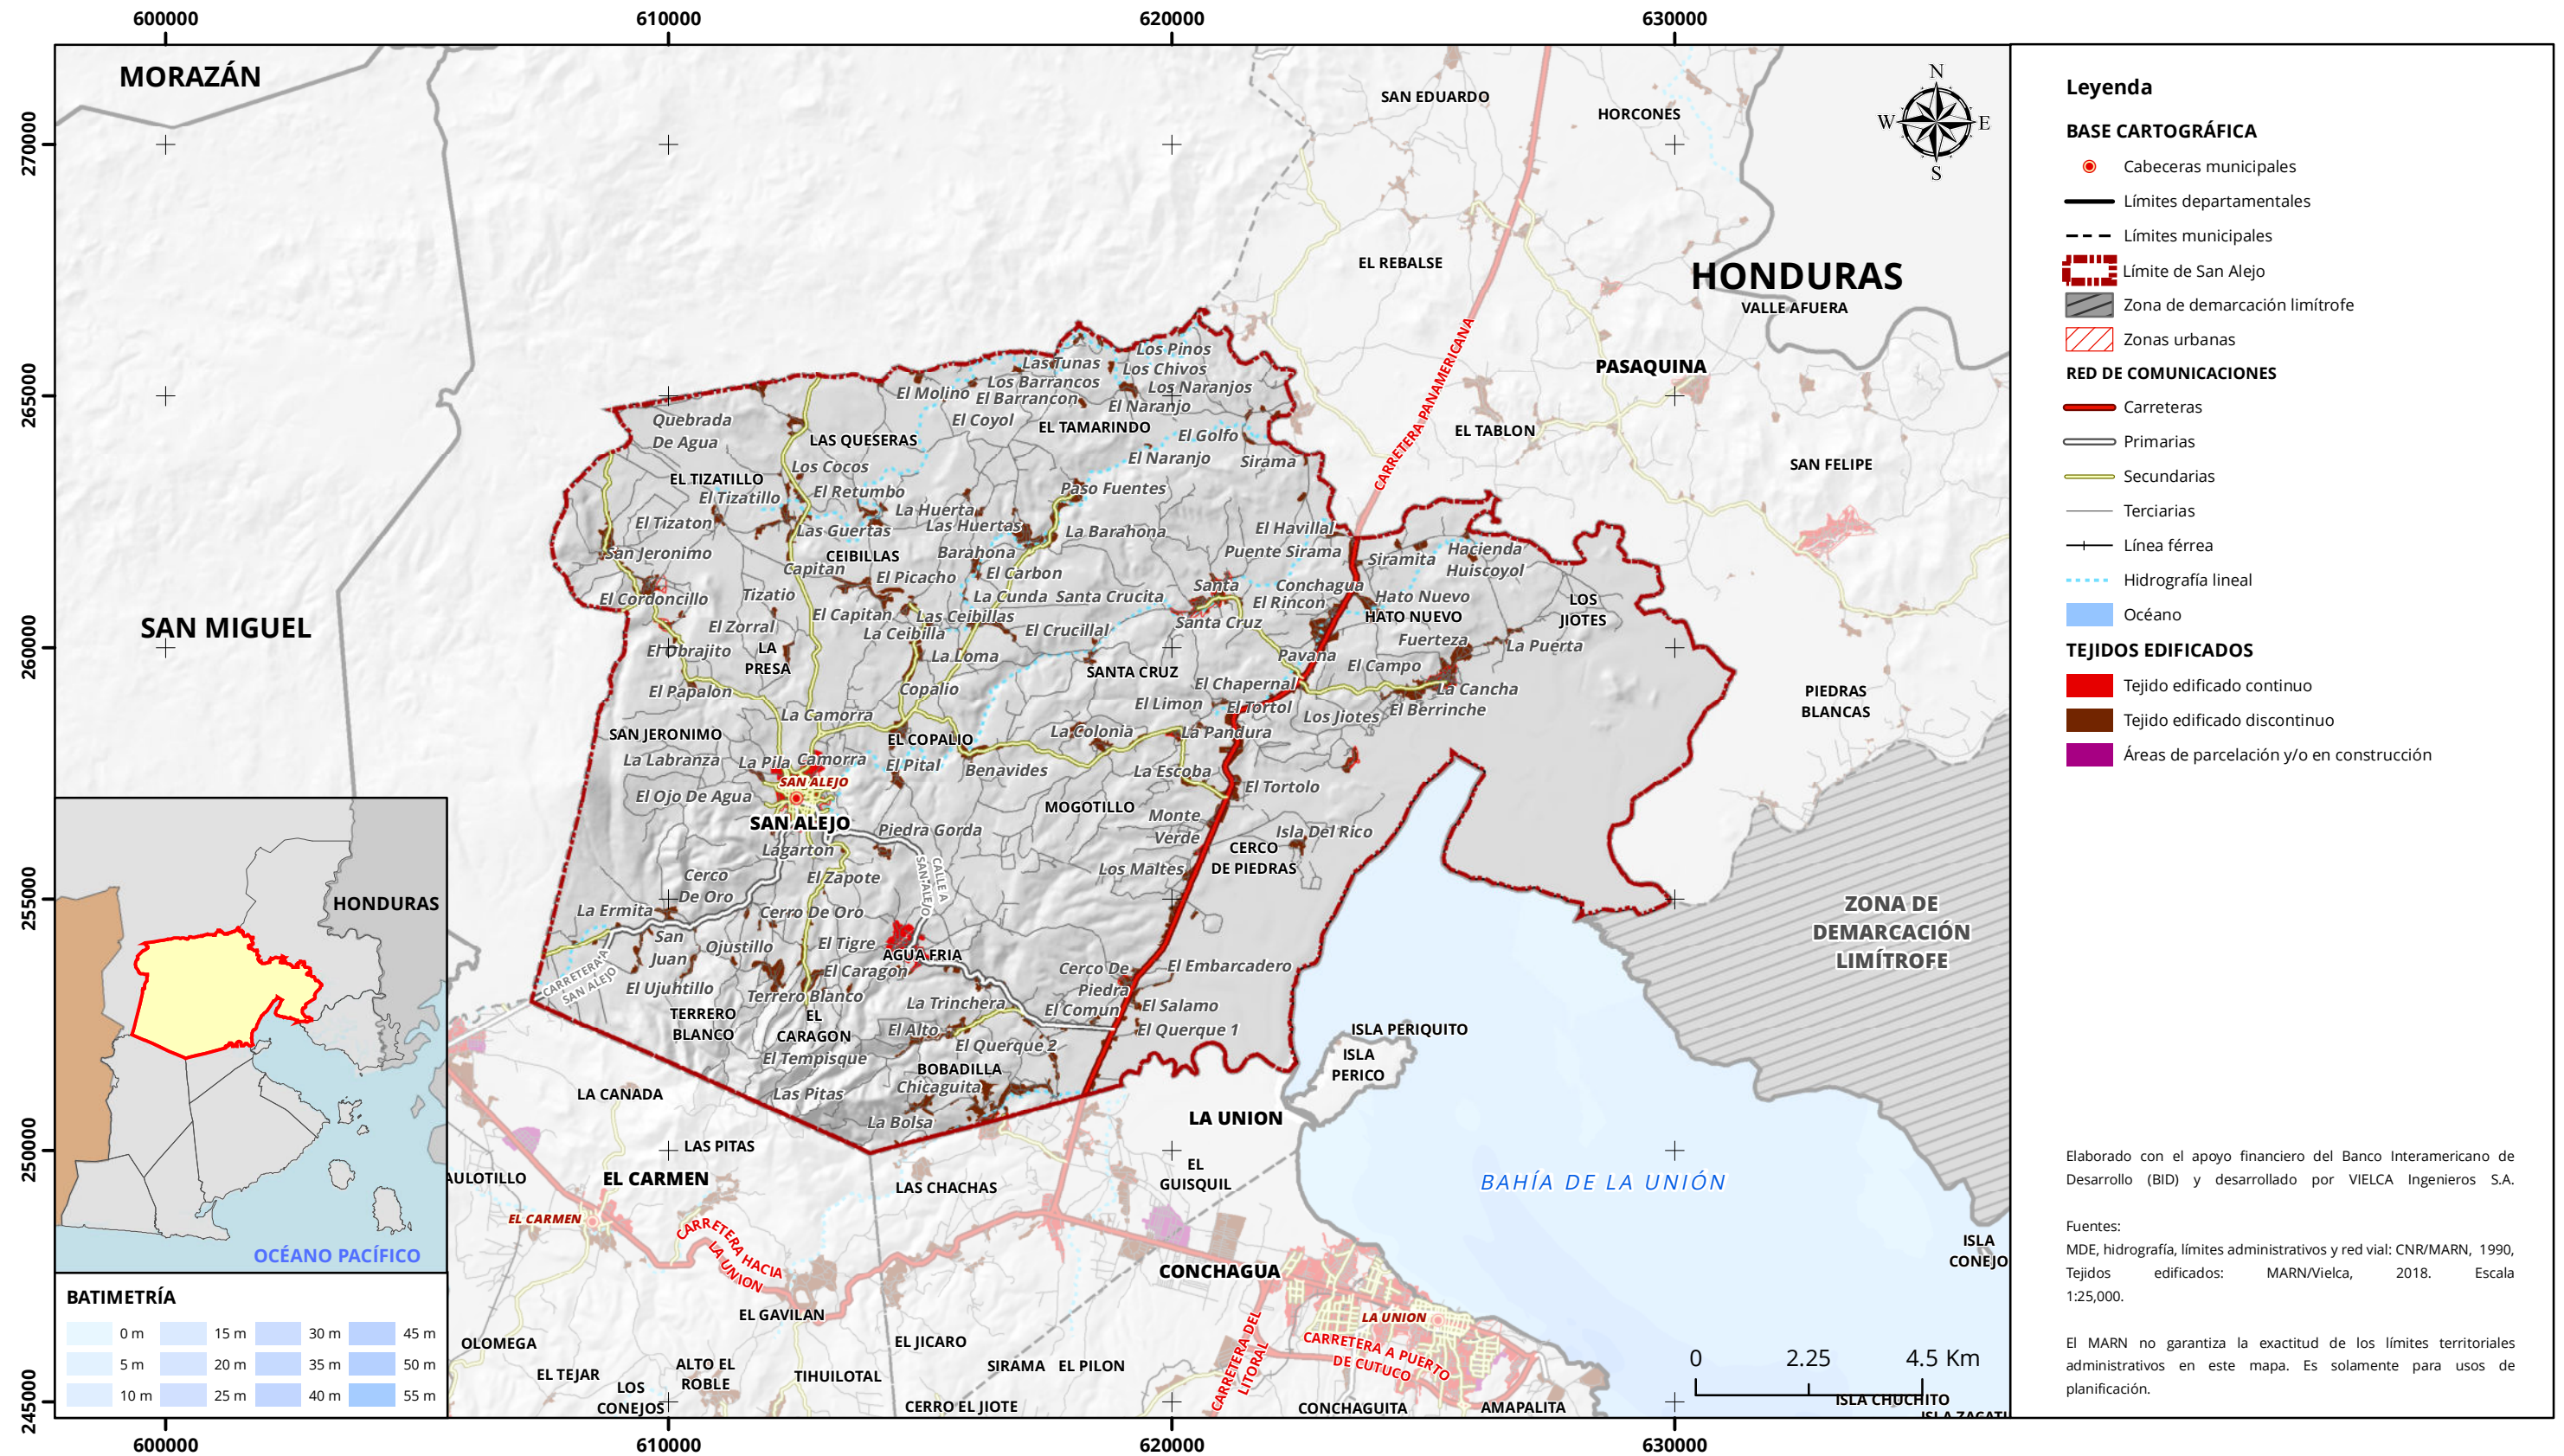 600000
610000
620000
630000
270000
265000
260000
255000
250000
245000
MORAZÁN
SAN EDUARDO
HORCONES
N
W
E
S
EL REBALSE
HONDURAS
VALLE AFUERA
CARRETERA PANAMERICANA
PASAQUINA
EL TABLON
SAN FELIPE
Los Pinos
Las Tunas
Los Chivos
Los Barrancos
Los Naranjos
El Molino
El Barrancon
El Naranjo
Quebrada
De Agua
El Coyol
EL TAMARINDO
LAS QUESERAS
El Golfo
El Naranjo
Sirama
Los Cocos
EL TIZATILLO
El Tizatillo
El Retumbo
Paso Fuentes
La Huerta
El Tizaton
Las Guertas
Las Huertas
La Barahona
El Havillal
San Jeronimo
CEIBILLAS
Barahona
Puente Sirama
Siramita
Hacienda
Huiscoyol
Capitan
El Picacho
El Carbon
Santa
Conchagua
El Cordoncillo
Tizatio
La Cunda
Santa Crucita
El Rincon
Hato Nuevo
LOS
JIOTES
El Capitan
Las Ceibillas
Santa Cruz
HATO NUEVO
SAN MIGUEL
El Zorral
La Ceibilla
El Crucillal
Fuerteza
La Puerta
El Obrajito
LA
PRESA
La Loma
Pavana
El Campo
SANTA CRUZ
El Papalon
Copalio
El Chapernal
La Cancha
PIEDRAS
BLANCAS
El Limon
El Tortol
Los Jiotes
El Berrinche
La Camorra
SAN JERONIMO
EL COPALIO
La Colonia
La Pandura
La Labranza
La Pila
Camorra
El Pital
Benavides
La Escoba
SAN ALEJO
El Ojo De Agua
El Tortolo
MOGOTILLO
SAN ALEJO
Piedra Gorda
Monte
Verde
Isla Del Rico
Lagarton
CERCO
DE PIEDRAS
CALLE A
SAN ALEJO
Cerco
De Oro
El Zapote
Los Maltes
La Ermita
Cerro De Oro
ZONA DE
DEMARCACIÓN
LIMÍTROFE
San
Juan
Ojustillo
El Tigre
AGUA FRIA
CARRETERA A
SAN ALEJO
El Caragon
Cerco De
Piedra
El Embarcadero
El Ujuhtillo
Terrero Blanco
La Trinchera
El Comun
El Salamo
TERRERO
BLANCO
EL
CARAGON
El Alto
El Querque 1
ISLA PERIQUITO
El Tempisque
El Querque 2
ISLA
PERICO
BOBADILLA
LA CANADA
Las Pitas
Chicaguita
La Bolsa
LA UNION
LAS PITAS
EL
GUISQUIL
AULOTILLO
EL CARMEN
LAS CHACHAS
BAHÍA DE LA UNIÓN
EL CARMEN
CARRETERA HACIA
LA UNION
ISLA
CONEJO
CONCHAGUA
EL GAVILAN
LA UNION
OLOMEGA
EL JICARO
CARRETERA DEL
LITORAL
CARRETERA A PUERTO
DE CUTUCO
EL TEJAR
ALTO EL
ROBLE
TIHUILOTAL
SIRAMA
EL PILON
0
2.25
4.5 Km
LOS
CONEJOS
CERRO EL JIOTE
CONCHAGUITA
AMAPALITA
ISLA CHUCHITO
ISLA ZACATI
HONDURAS
OCÉANO PACÍFICO
BATIMETRÍA
0 m
15 m
30 m
45 m
5 m
20 m
35 m
50 m
10 m
25 m
40 m
55 m
600000
610000
620000
630000
Leyenda
BASE CARTOGRÁFICA
Cabeceras municipales
Límites departamentales
Límites municipales
Límite de San Alejo
Zona de demarcación limítrofe
Zonas urbanas
RED DE COMUNICACIONES
Carreteras
Primarias
Secundarias
Terciarias
Línea férrea
Hidrografía lineal
Océano
TEJIDOS EDIFICADOS
Tejido edificado continuo
Tejido edificado discontinuo
Áreas de parcelación y/o en construcción
Elaborado con el apoyo financiero del Banco Interamericano de
Desarrollo (BID) y desarrollado por VIELCA Ingenieros S.A.
Fuentes:
MDE, hidrografía, límites administrativos y red vial: CNR/MARN, 1990,
Tejidos edificados: MARN/Vielca, 2018. Escala
1:25,000.
El MARN no garantiza la exactitud de los límites territoriales
administrativos en este mapa. Es solamente para usos de
planificación.